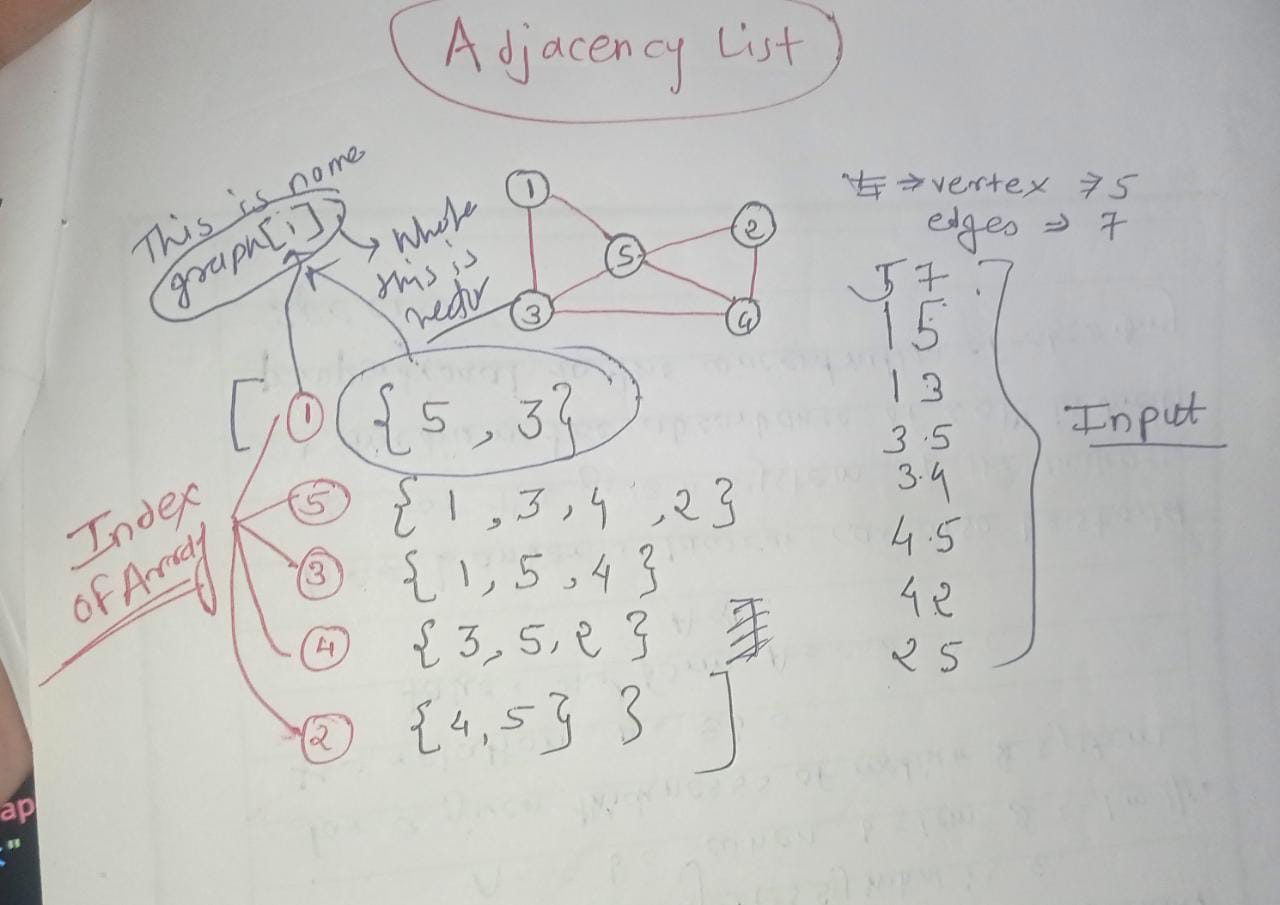 Adjacency List
This is name
graph[i]
whole
this is
vector
1
5
2
3
4
⇒ vertex ⇒ 5
edges ⇒ 7
5 7
1 5
1 3
3.5
3.4
4.5
4 2
2 5
Input
[ 1 { 5 , 3 }
5 { 1 , 3 , 4 , 2 }
3 { 1 , 5 , 4 }
4 { 3 , 5 , 2 }
2 { 4 , 5 } } ]
Index
of Array
ap
"